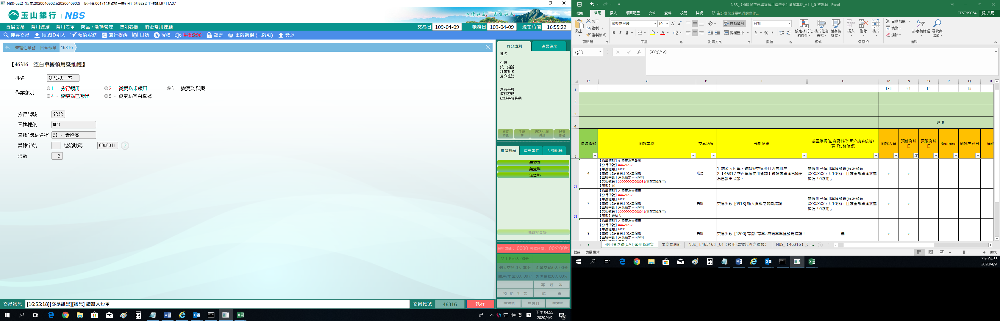 NBS-uat2 (版本:2020040902.b2020040902) 使用者:00171(測試櫃一辛) 分行別:9232 工作站:L9711A07
玉山銀行 | NBS
心清如玉，義重如山。
自選交易 常用連結 常用表單 商品 / 活動管理 智能客服 消金常用連結
交易日 109-04-09 帳務日 109-04-09 現在時間 16:55:22
搜尋交易 帳號ID引入 預約服務 蒞行提醒 日誌 授權 廣播:296 鎖定 重啟週邊 (已啟動) 簽退
管理性業務 日常作業 46316
【46316 空白單據領用暨維護】
姓名 測試櫃一辛
作業類別
1 - 分行領用 2 - 變更為未領用 3 - 變更為作廢
4 - 變更為已發出 5 - 變更為空白單據
分行代號 9232
單據種類 NCD
單據代號-名稱 51 - 壹拾萬
票據字軌 起始號碼 0000011 ?
張數 3
身分識別 產品往來
姓名
生日
統一編號
理專姓名
身分註記
注意事項
簡訊密碼
近期事故異動
顧客資訊 手續費 通路/共同行銷 顧客影像
推薦商品 重要事件 互動記錄
無資料
無資料
無資料
一般轉介登錄
服務號碼： 0000 等候時間： 00分00秒
V I P:0人 00分
個人交易:0人 00分 企業交易:0人 00分
開戶/申請:0人 00分 外匯業務:0人 00分
再 呼 叫
預 約 叫 號 結 束
無資料 無資料 無資料
交易訊息 [16:55:18][交易訊息][訊息] 請放入短單 交易代號 46316 執行
英
下午 04:55
2020/4/9
6
NBS_【46316空白單據領用暨變更】測試案例_V1.1_測資盤點 - Excel
檔案 常用 插入 版面配置 公式 資料 校閱 檢視 告訴我您想要執行的動作... TEST19054 共用
貼上 剪下 複製 複製格式
微軟正黑體 10
自動換列 跨欄置中
日期
設定格式化的條件 格式化為表格 儲存格樣式
插入 刪除 格式
自動加總 填滿 清除
排序與篩選 尋找與選取
剪貼簿 字型 對齊方式 數值 樣式 儲存格 編輯
Q33 fx 2020/4/9
D G H I L M N O P Q R
1 186 94 15 15
2
3
4 專項
5 情境編號 測試案例 交易結果 預期結果 前置準備(包含資料/外圍介接系統等)(與IT討論確認) 測試人員 預計測試日 實際測試日 Redmine 測試完成日 備註
35 4
【作業類別】4-變更為已發出
【分行代號】00159232
【單據種類】NCD
【單據代號-名稱】51-壹拾萬
【票據字軌】系統鎖定不可登打
【起始號碼】XXXXXXX0000031(狀態為0領用)
【張數】10
成功
1. 請放入短單，確認與交易登打內容相符
2.【46317 空白單據使用查詢】確認該單據已變更為已發出狀態。
請提供已領用單據號碼(起始號碼：XXXXXXX，共10張)，且該全部單據狀態皆為「0領用」
v v
38 7
【作業類別】2-變更為未領用
【分行代號】00159232
【單據種類】NCD
【單據代號-名稱】51-壹拾萬
【票據字軌】系統鎖定不可登打
【起始號碼】XXXXXXX0000041(狀態為0領用)
【張數】未輸入
失敗
交易失敗: [0918] 輸入資料之範圍錯誤
請提供已領用單據號碼(起始號碼：XXXXXXX，共10張)，且該全部單據狀態皆為「0領用」
v v
9
【作業類別】2-變更為未領用
【分行代號】00159232
【單據種類】NCD
【單據代號-名稱】51-壹拾萬
【票據字軌】系統鎖定不可登打
失敗
交易失敗: [4200] 存摺/存單/密碼單單據號碼錯誤！
無
v v
使用者測試(UAT)案例＆報告 本交易統計 NBS_【46316】_01【領用-票據以外之種類】 NBS_【46316】_0 ...
就緒 篩選模式 80%
下午 04:55
2020/4/9